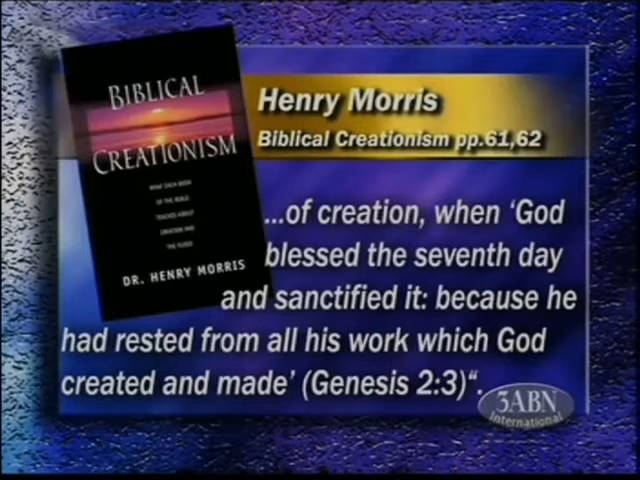 BIBLICAL
CREATIONISM
WHAT EACH BOOK
OF THE BIBLE
TEACHES ABOUT
CREATION AND
THE FLOOD
DR. HENRY MORRIS
Henry Morris
Biblical Creationism pp.61,62
...of creation, when ‘God
blessed the seventh day
and sanctified it: because he
had rested from all his work which God
created and made’ (Genesis 2:3)“.
3ABN
International